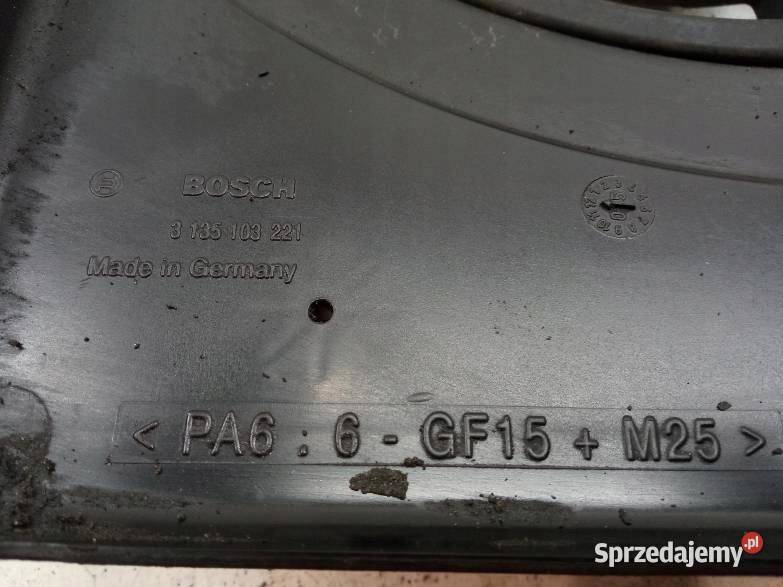 BOSCH
3 135 103 221
Made in Germany
< PA6 . 6 - GF15 + M25 >
Sprzedajemy.pl